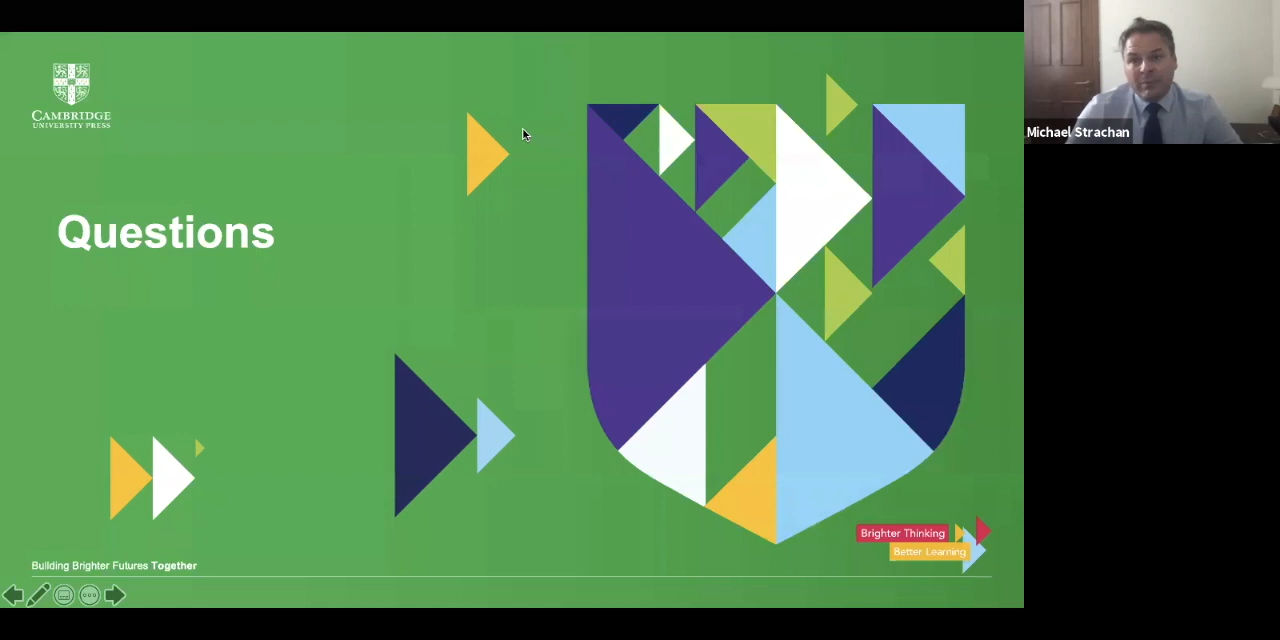 CAMBRIDGE
UNIVERSITY PRESS
Michael Strachan
Questions
Brighter Thinking
Better Learning
Building Brighter Futures Together